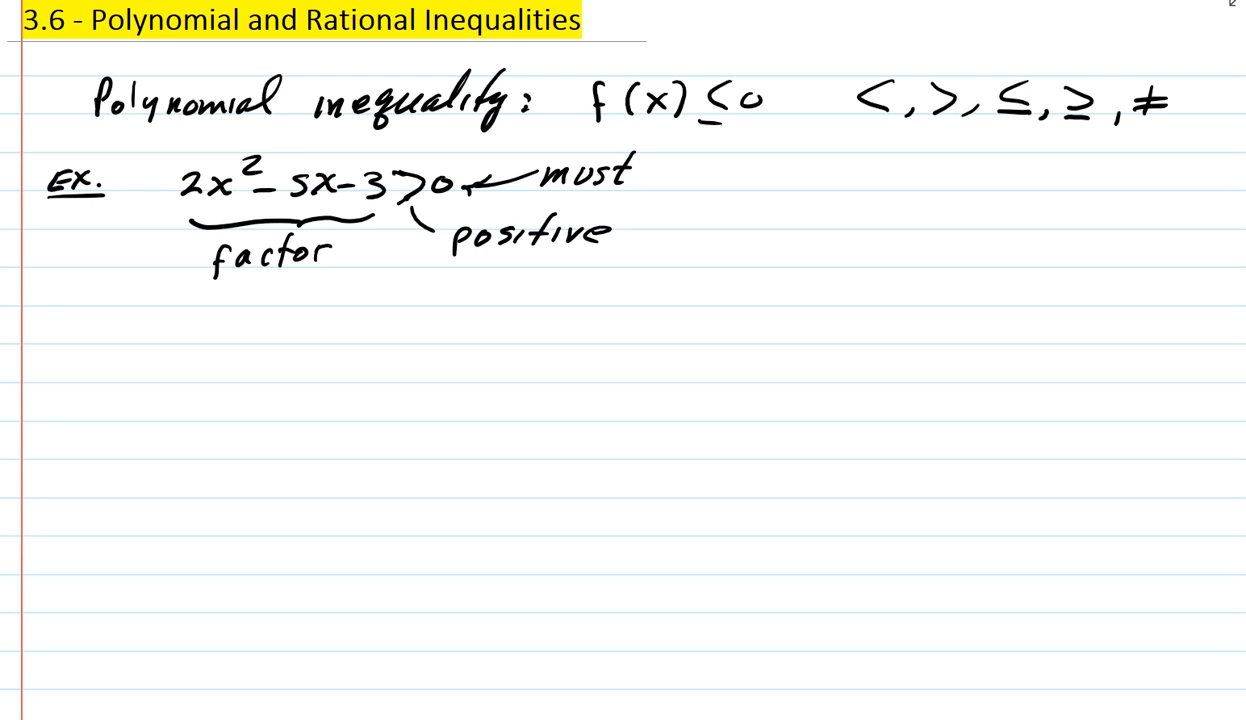 3.6 - Polynomial and Rational Inequalities
Polynomial inequality: f(x) ≤ 0 <, >, ≤, ≥, ≠
EX. 2x² - 5x - 3 > 0 ← must
positive
factor